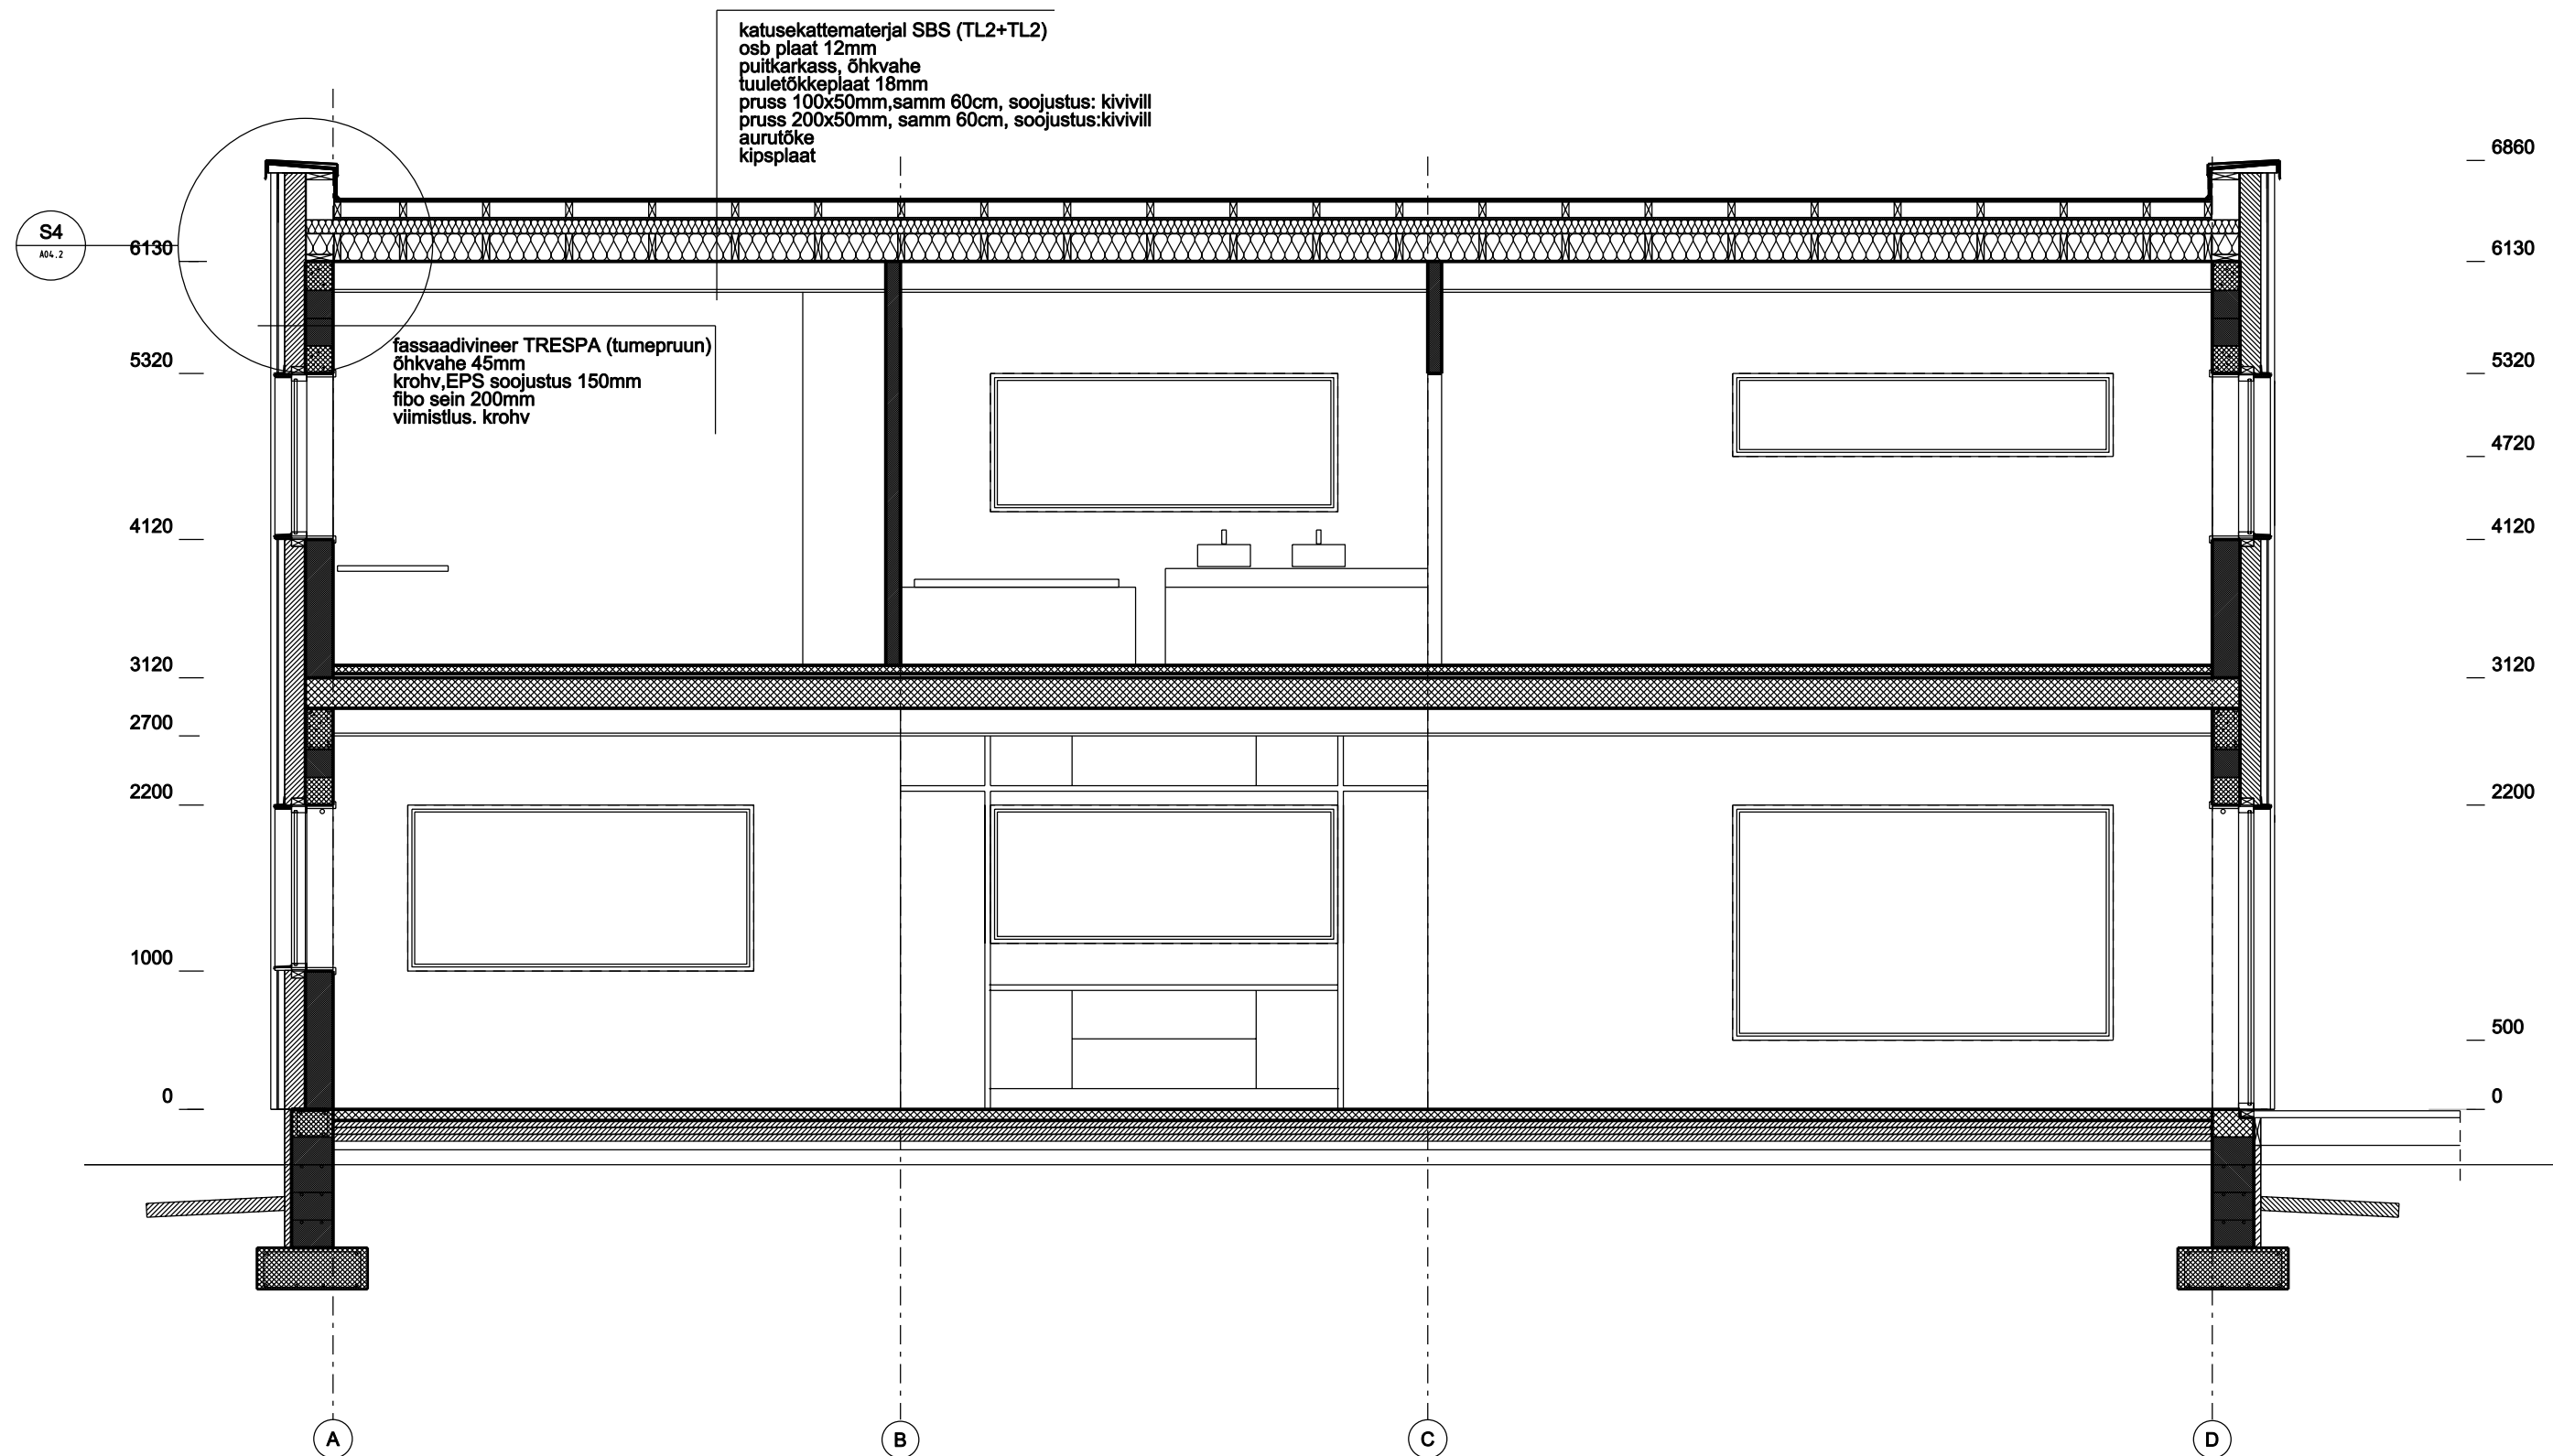 katusekattematerjal SBS (TL2+TL2)
osb plaat 12mm
puitkarkass, õhkvahe
tuuletõkkeplaat 18mm
pruss 100x50mm,samm 60cm, soojustus: kivivill
pruss 200x50mm, samm 60cm, soojustus:kivivill
aurutõke
kipsplaat
S4
A04.2
fassaadivineer TRESPA (tumepruun)
õhkvahe 45mm
krohv,EPS soojustus 150mm
fibo sein 200mm
viimistlus. krohv
6130
5320
4120
3120
2700
2200
1000
0
6860
6130
5320
4720
4120
3120
2200
500
0
A
B
C
D